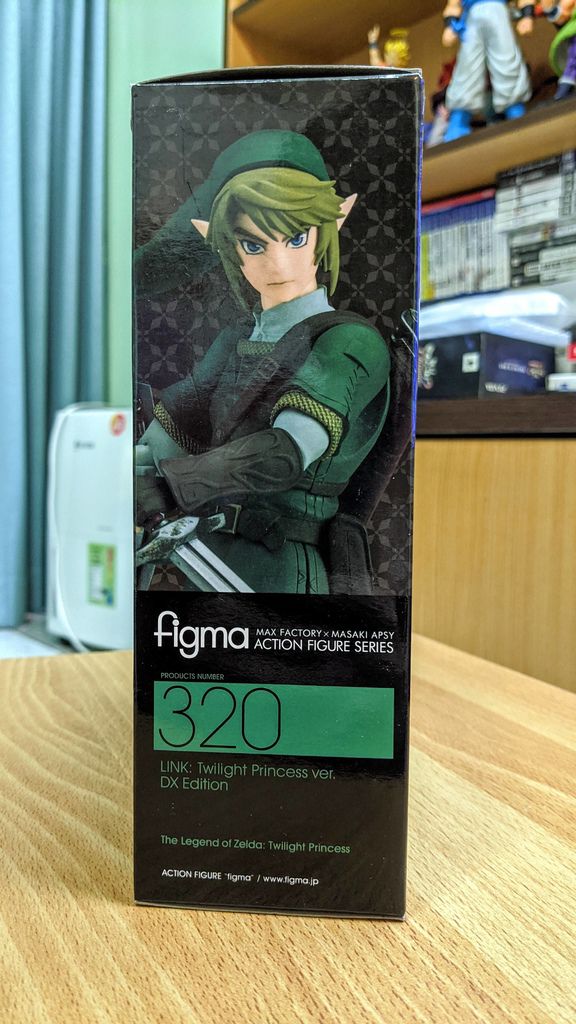 figma MAX FACTORY × MASAKI APSY
ACTION FIGURE SERIES
PRODUCTS NUMBER
320
LINK: Twilight Princess ver.
DX Edition
The Legend of Zelda: Twilight Princess
ACTION FIGURE "figma" / www.figma.jp